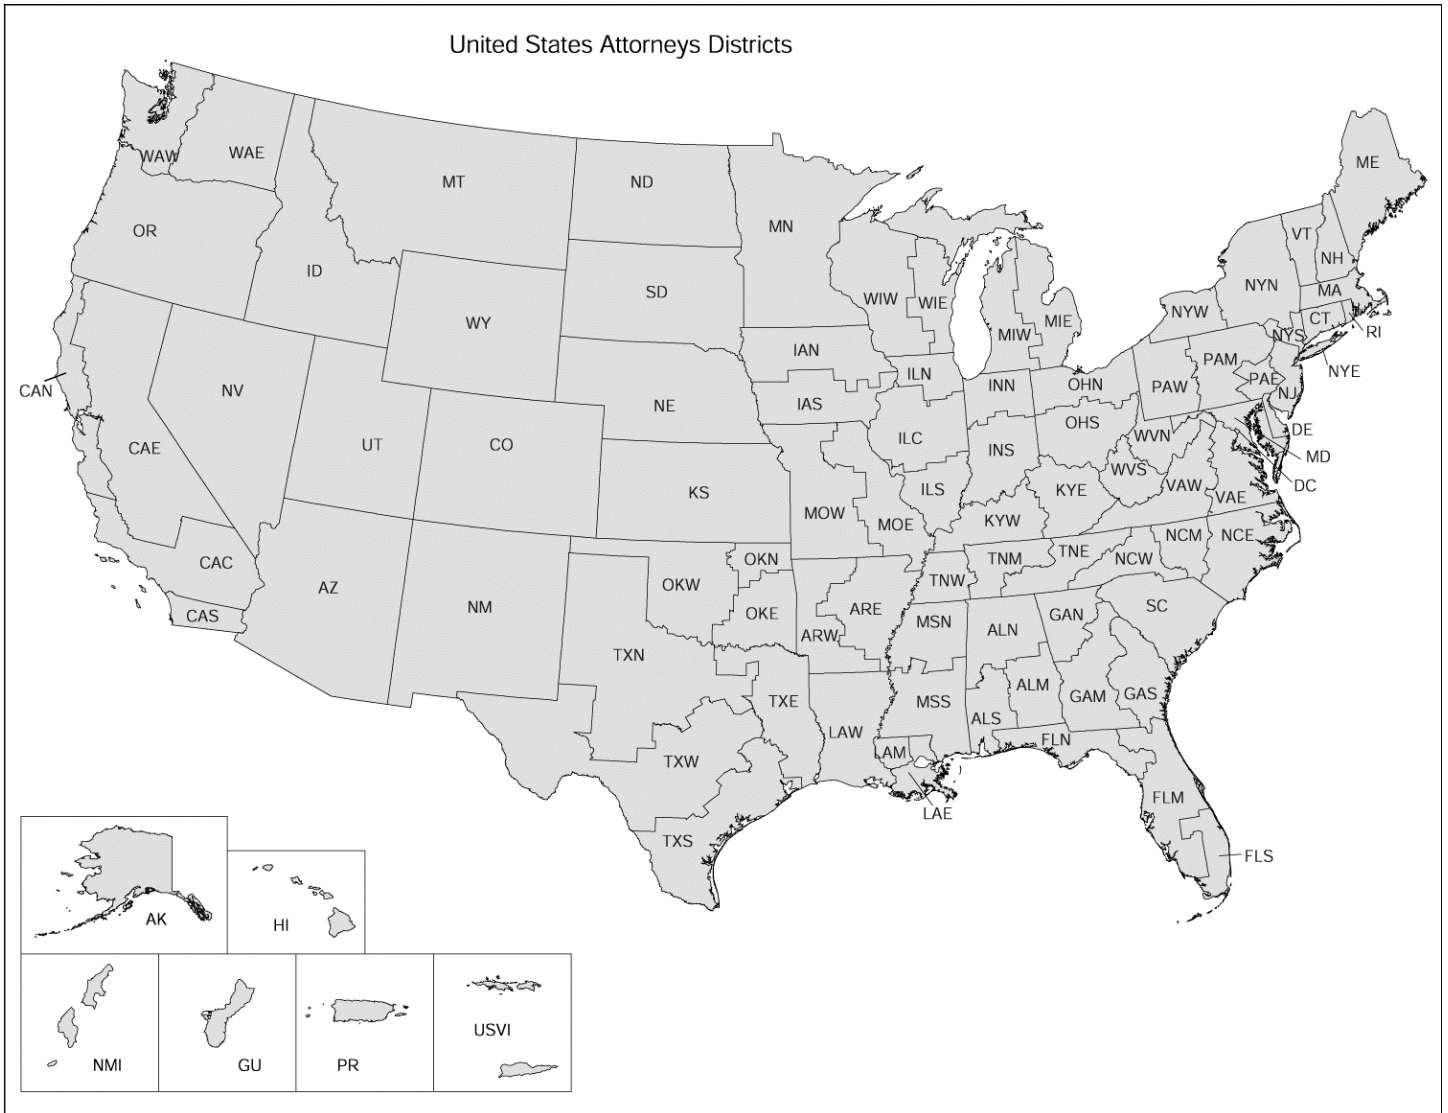 United States Attorneys Districts
WAW
WAE
MT
ND
MN
ME
OR
ID
SD
WY
WIW
WIE
MIW
MIE
NYW
NYN
VT
NH
MA
CT
RI
NYS
NYE
CAN
NV
UT
CO
NE
IAN
IAS
ILN
INN
OHN
PAW
PAM
PAE
NJ
CAE
KS
MOW
MOE
ILC
ILS
INS
OHS
WVN
WVS
VAW
VAE
DE
MD
DC
KYW
KYE
CAC
CAS
AZ
NM
OKW
OKN
OKE
ARW
ARE
TNW
TNM
TNE
NCW
NCM
NCE
SC
TXN
TXE
TXW
TXS
LAW
LAM
LAE
MSN
MSS
ALN
ALM
ALS
GAN
GAM
GAS
FLN
FLM
FLS
AK
HI
NMI
GU
PR
USVI